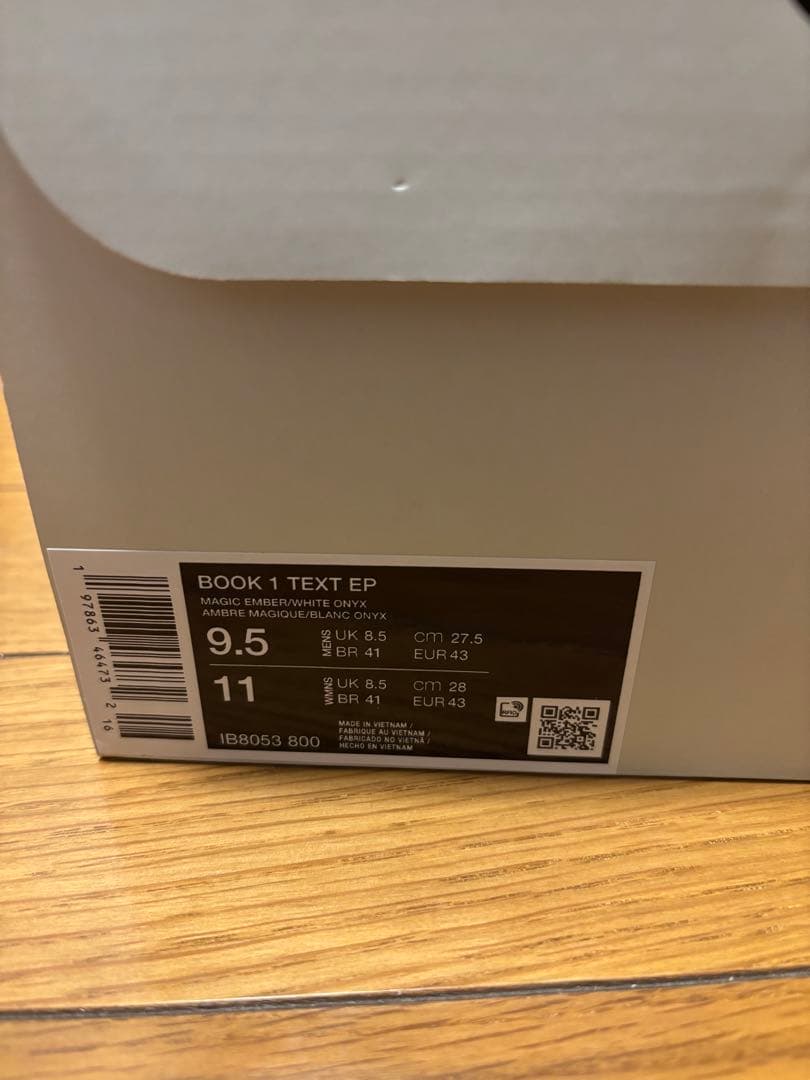 BOOK 1 TEXT EP
MAGIC EMBER/WHITE ONYX
AMBRE MAGIQUE/BLANC ONYX
9.5 MENS UK 8.5 cm 27.5
BR 41 EUR 43
11 WMNS UK 8.5 cm 28
BR 41 EUR 43
IB8053 800
MADE IN VIETNAM /
FABRIQUE AU VIETNAM /
FABRICADO NO VIETNÃ /
HECHO EN VIETNAM
RFID
1 97863 46473 2 16